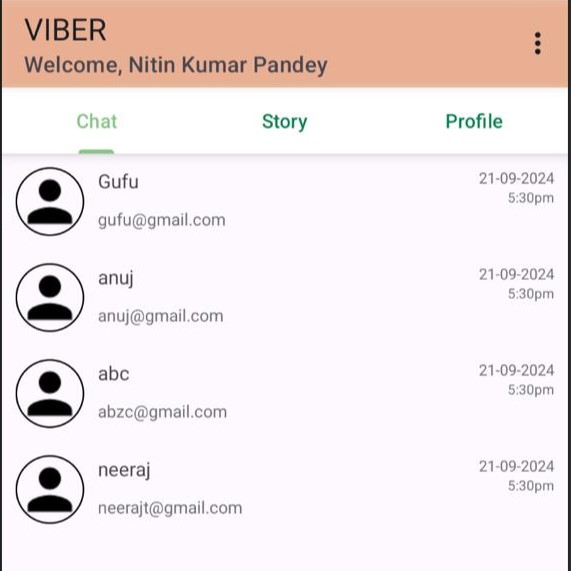 VIBER
Welcome, Nitin Kumar Pandey
Chat Story Profile
Gufu 21-09-2024
5:30pm
gufu@gmail.com
anuj 21-09-2024
5:30pm
anuj@gmail.com
abc 21-09-2024
5:30pm
abzc@gmail.com
neeraj 21-09-2024
5:30pm
neerajt@gmail.com